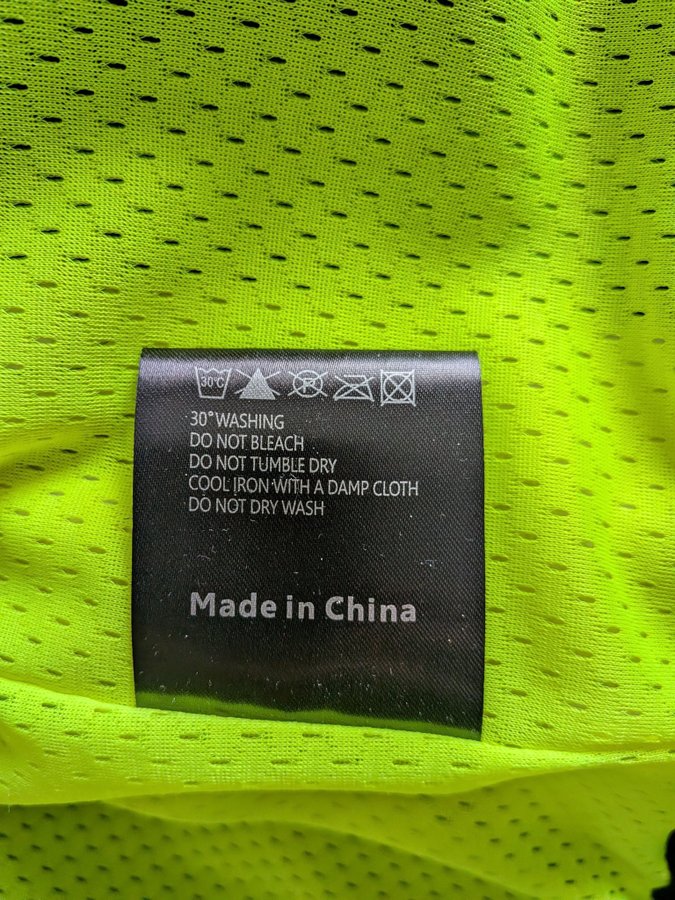 30°C P
30°WASHING
DO NOT BLEACH
DO NOT TUMBLE DRY
COOL IRON WITH A DAMP CLOTH
DO NOT DRY WASH
Made in China